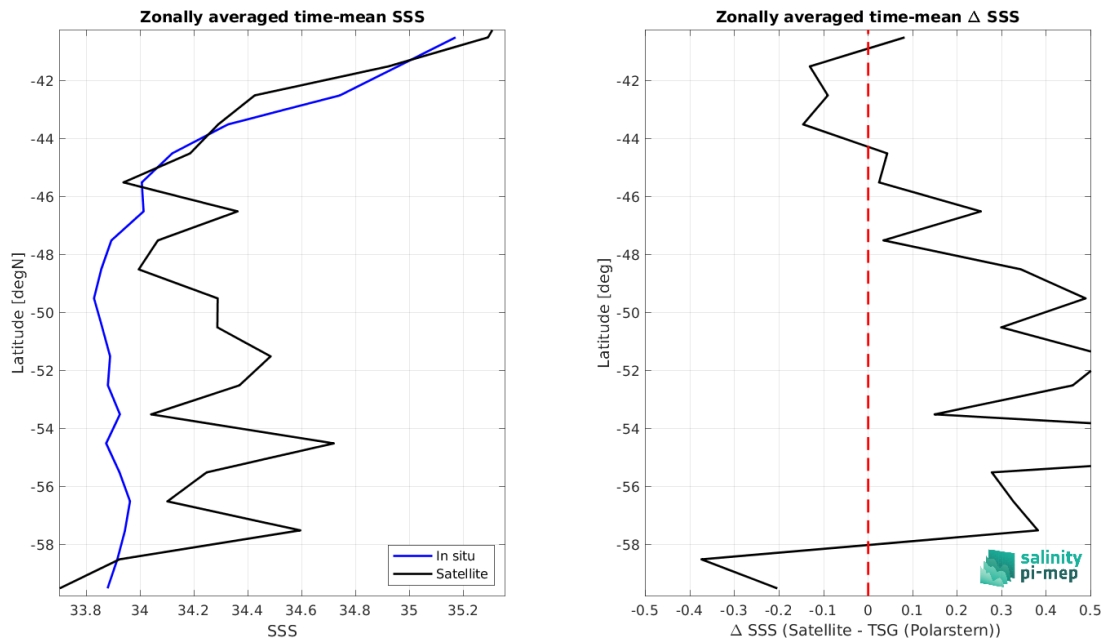 Zonally averaged time-mean SSS
-42
-44
-46
-48
-50
-52
-54
-56
-58
Latitude [degN]
33.8 34 34.2 34.4 34.6 34.8 35 35.2
SSS
In situ
Satellite
Zonally averaged time-mean Δ SSS
-42
-44
-46
-48
-50
-52
-54
-56
-58
Latitude [deg]
-0.5 -0.4 -0.3 -0.2 -0.1 0 0.1 0.2 0.3 0.4 0.5
Δ SSS (Satellite - TSG (Polarstern))
salinity
pi-mep